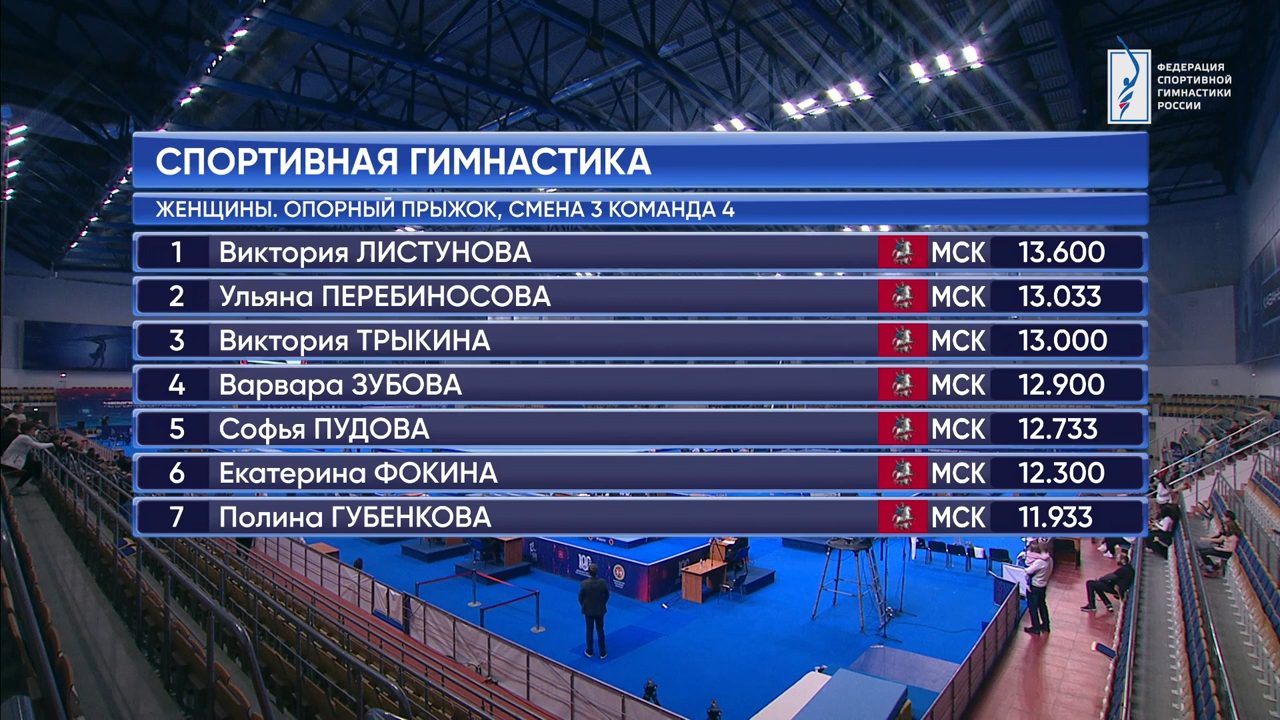 ФЕДЕРАЦИЯ
СПОРТИВНОЙ
ГИМНАСТИКИ
РОССИИ
СПОРТИВНАЯ ГИМНАСТИКА
ЖЕНЩИНЫ. ОПОРНЫЙ ПРЫЖОК, СМЕНА 3 КОМАНДА 4
1 Виктория ЛИСТУНОВА МСК 13.600
2 Ульяна ПЕРЕБИНОСОВА МСК 13.033
3 Виктория ТРЫКИНА МСК 13.000
4 Варвара ЗУБОВА МСК 12.900
5 Софья ПУДОВА МСК 12.733
6 Екатерина ФОКИНА МСК 12.300
7 Полина ГУБЕНКОВА МСК 11.933